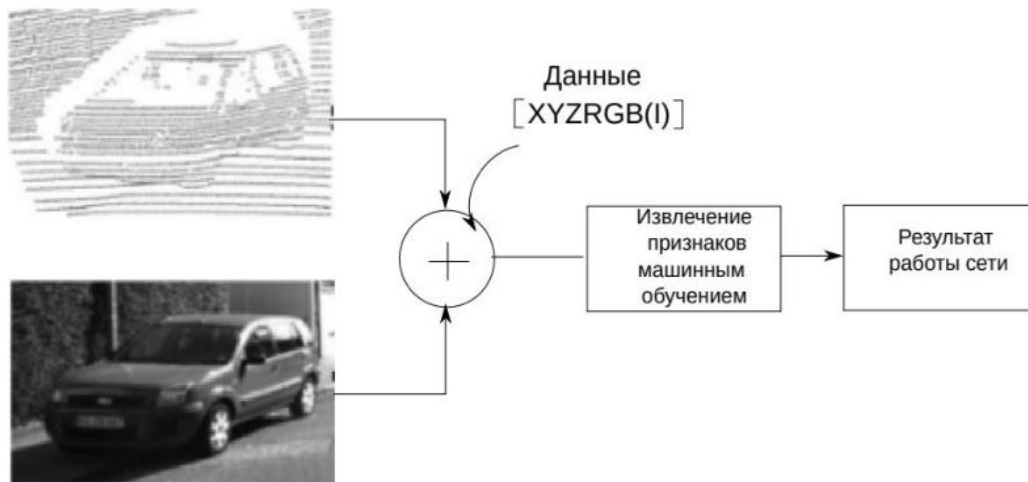 Данные
[XYZRGB(I)]
Извлечение
признаков
машинным
обучением
Результат
работы сети